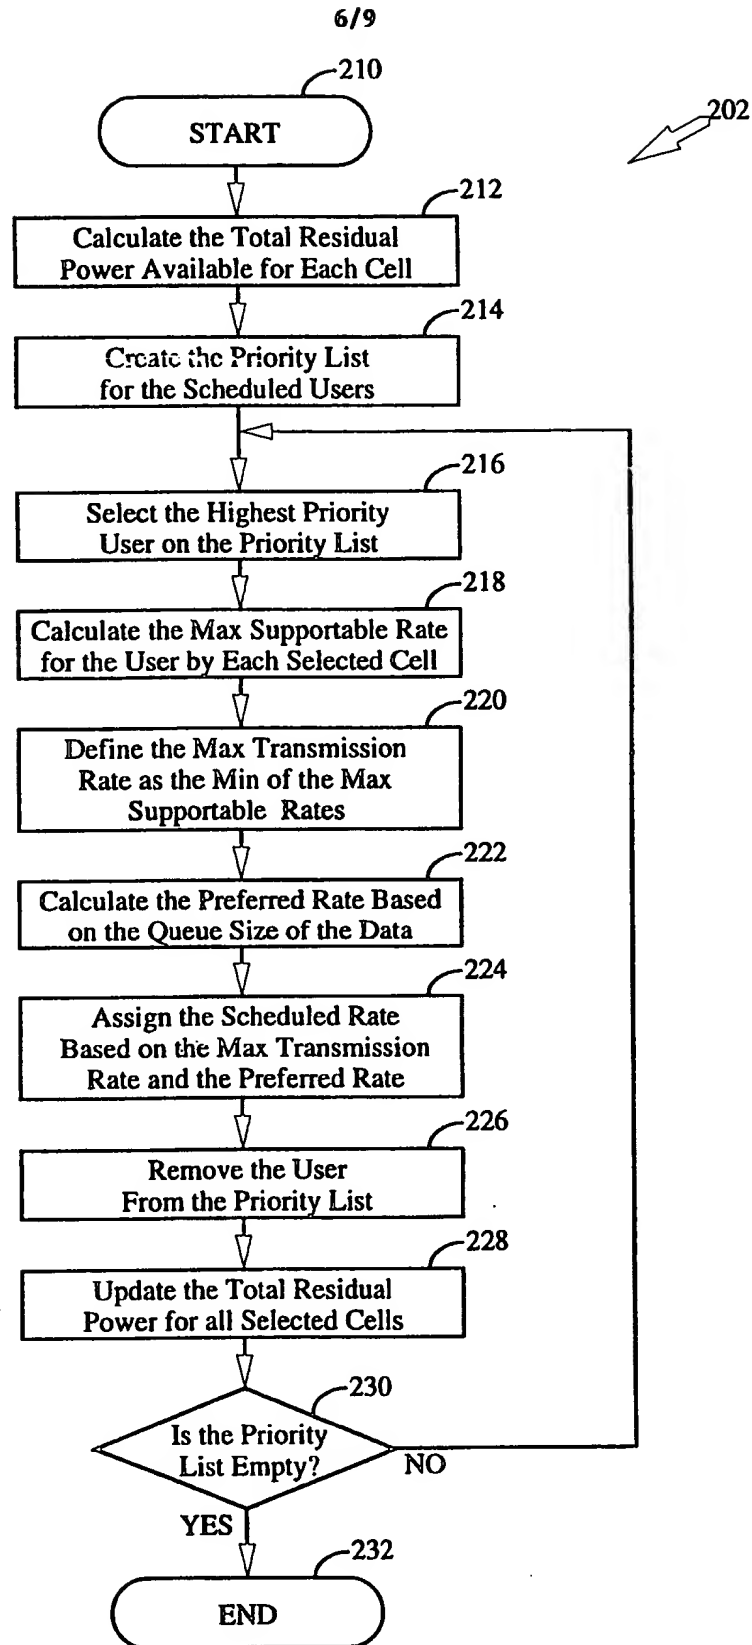 6/9
210
202
START
212
Calculate the Total Residual
Power Available for Each Cell
214
Create the Priority List
for the Scheduled Users
216
Select the Highest Priority
User on the Priority List
218
Calculate the Max Supportable Rate
for the User by Each Selected Cell
220
Define the Max Transmission
Rate as the Min of the Max
Supportable Rates
222
Calculate the Preferred Rate Based
on the Queue Size of the Data
224
Assign the Scheduled Rate
Based on the Max Transmission
Rate and the Preferred Rate
226
Remove the User
From the Priority List
228
Update the Total Residual
Power for all Selected Cells
230
Is the Priority
List Empty?
NO
YES
232
END